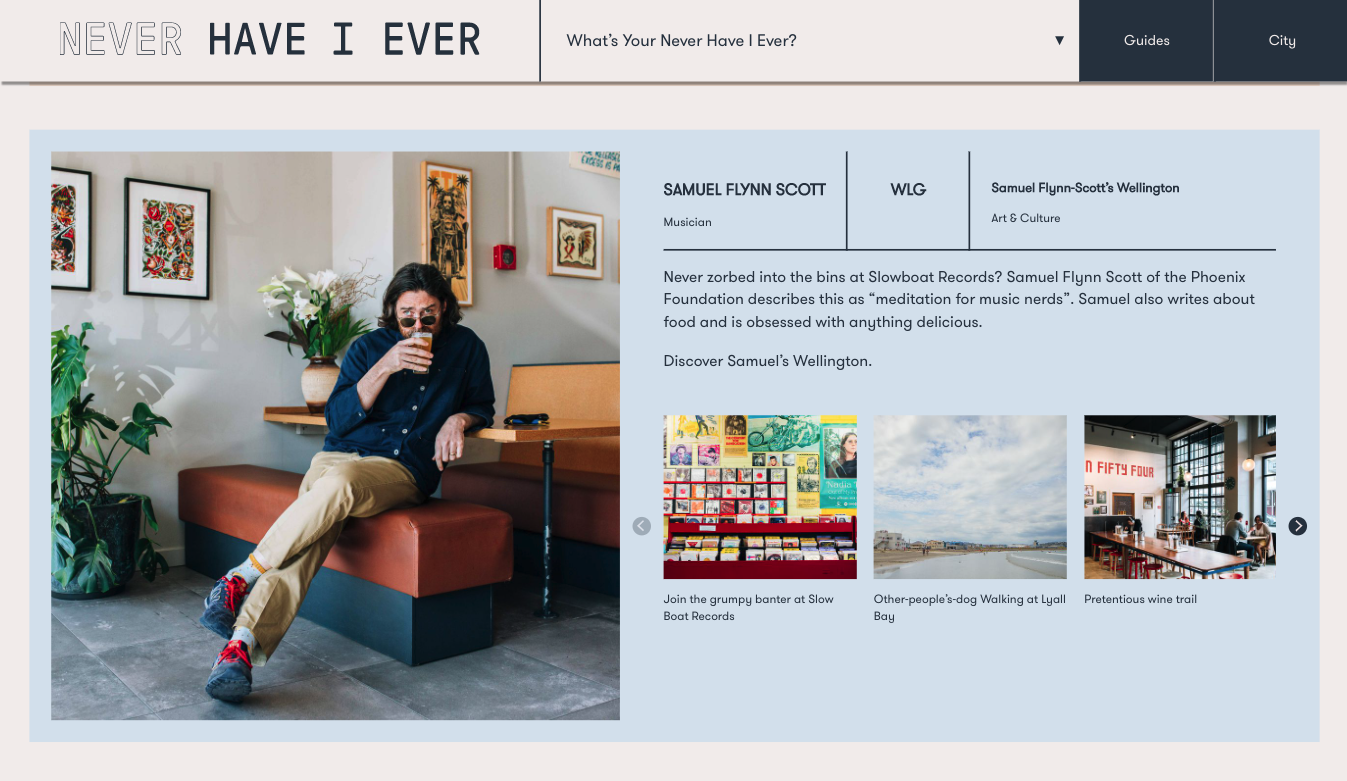 NEVER HAVE I EVER
What's Your Never Have I Ever?
▼
Guides
City
SAMUEL FLYNN SCOTT
Musician
WLG
Samuel Flynn-Scott's Wellington
Art & Culture
Never zorbed into the bins at Slowboat Records? Samuel Flynn Scott of the Phoenix
Foundation describes this as “meditation for music nerds”. Samuel also writes about
food and is obsessed with anything delicious.
Discover Samuel's Wellington.
N FIFTY FOUR
Join the grumpy banter at Slow
Boat Records
Other-people's-dog Walking at Lyall
Bay
Pretentious wine trail